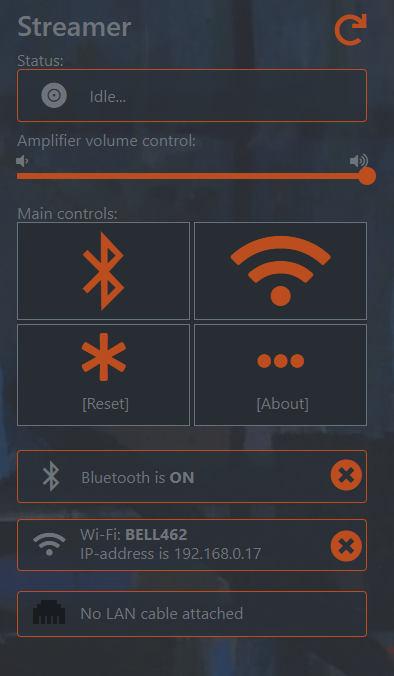 Streamer
Status:
Idle...
Amplifier volume control:
Main controls:
[Reset]
[About]
Bluetooth is ON
Wi-Fi: BELL462
IP-address is 192.168.0.17
No LAN cable attached